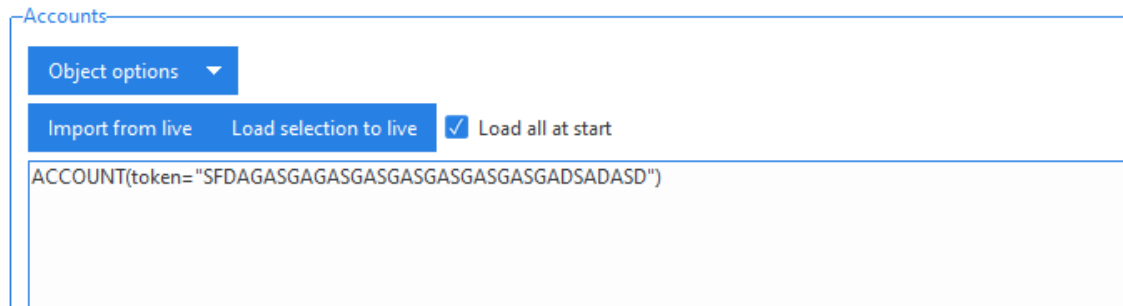 Accounts
Object options
Import from live Load selection to live Load all at start
ACCOUNT(token="SFDAGASGAGASGASGASGASGASGASGADSADASD")